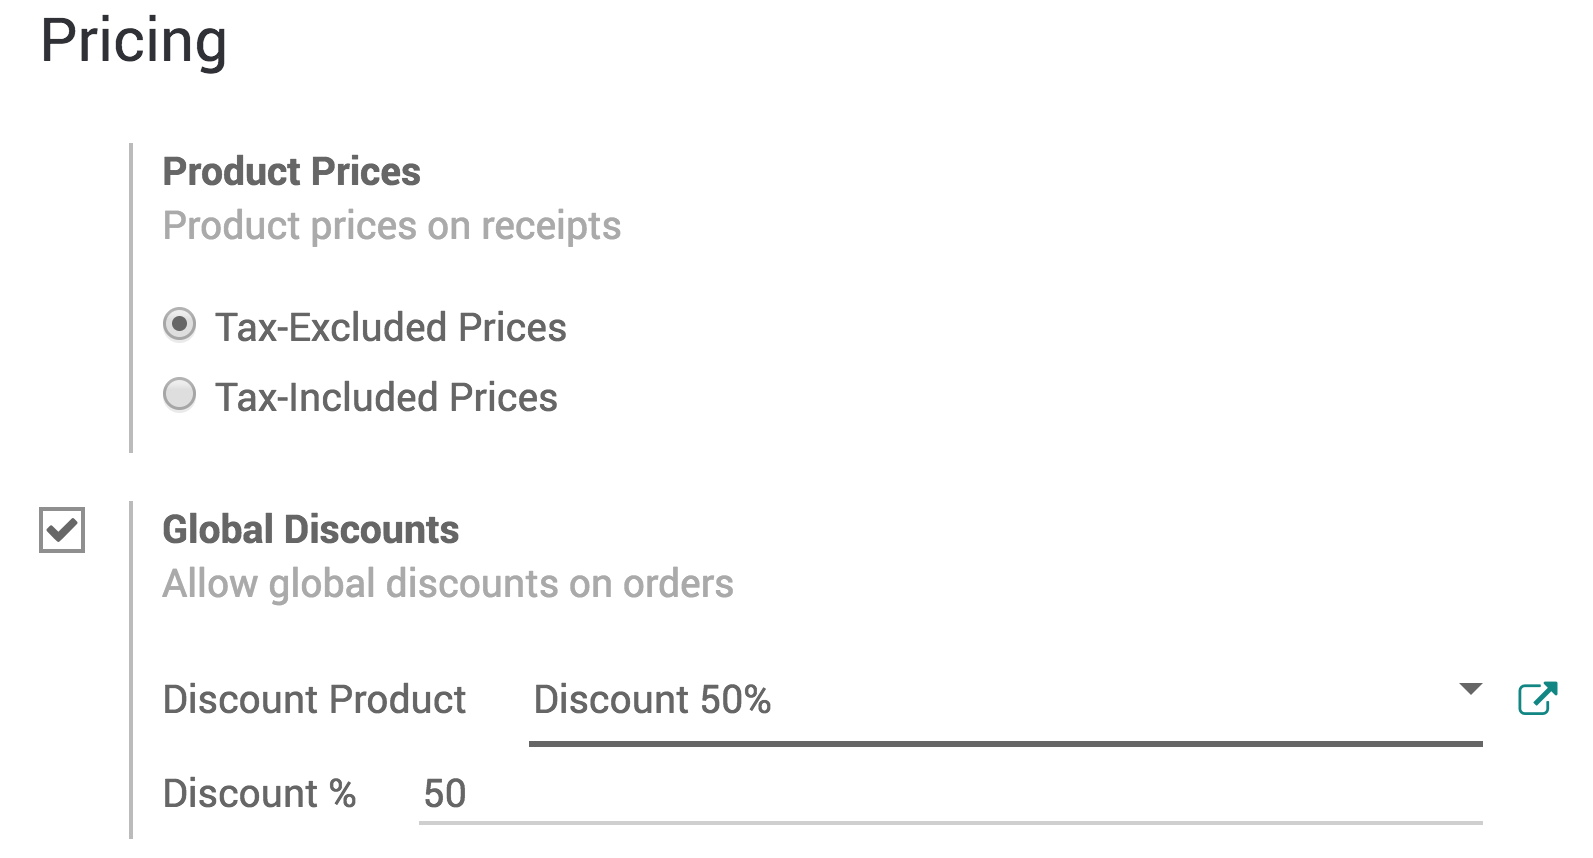 Pricing
Product Prices
Product prices on receipts
Tax-Excluded Prices
Tax-Included Prices
Global Discounts
Allow global discounts on orders
Discount Product Discount 50%
Discount % 50